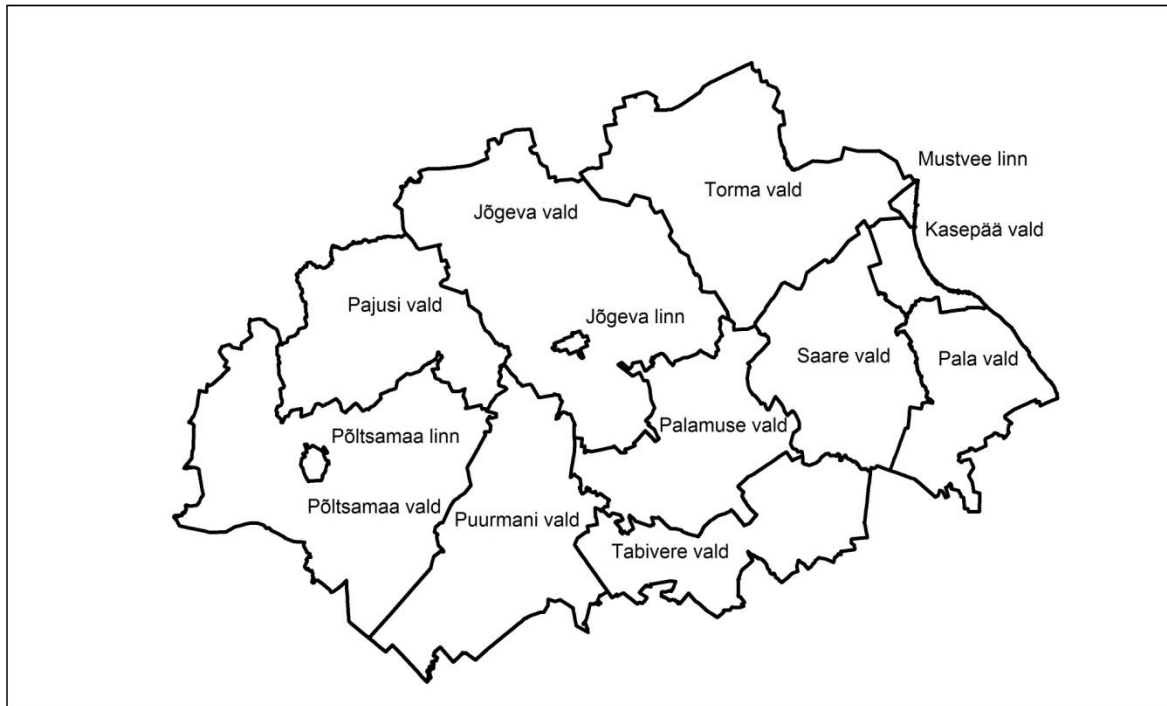 Mustvee linn
Torma vald
Jõgeva vald
Kasepää vald
Pajusi vald
Jõgeva linn
Saare vald
Pala vald
Palamuse vald
Põltsamaa linn
Põltsamaa vald
Puurmani vald
Tabivere vald